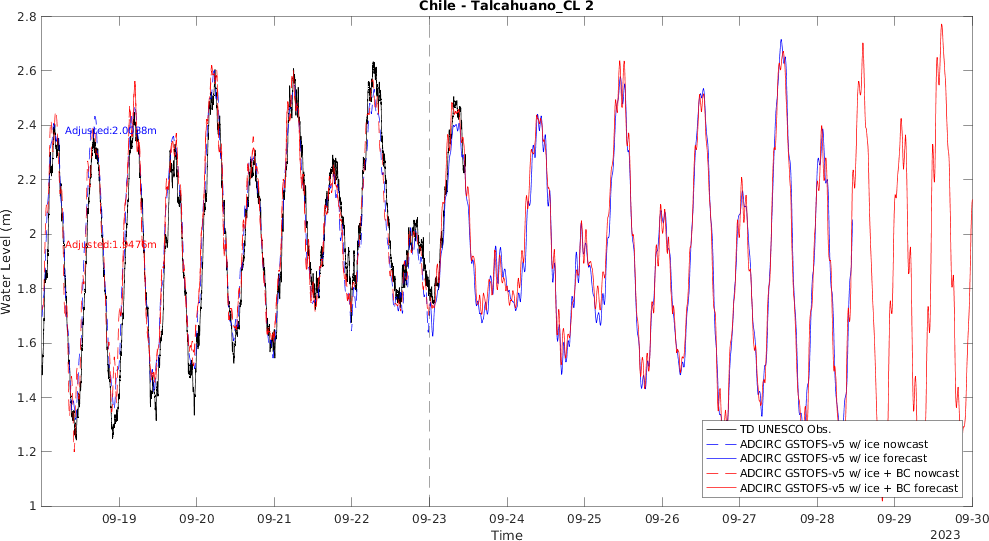 Chile - Talcahuano_CL 2
2.8
2.6
2.4
2.2
2
1.8
1.6
1.4
1.2
1
Water Level (m)
Adjusted:2.0038m
Adjusted:1.9476m
TD UNESCO Obs.
ADCIRC GSTOFS-v5 w/ ice nowcast
ADCIRC GSTOFS-v5 w/ ice forecast
ADCIRC GSTOFS-v5 w/ ice + BC nowcast
ADCIRC GSTOFS-v5 w/ ice + BC forecast
09-19 09-20 09-21 09-22 09-23 09-24 09-25 09-26 09-27 09-28 09-29 09-30
Time
2023